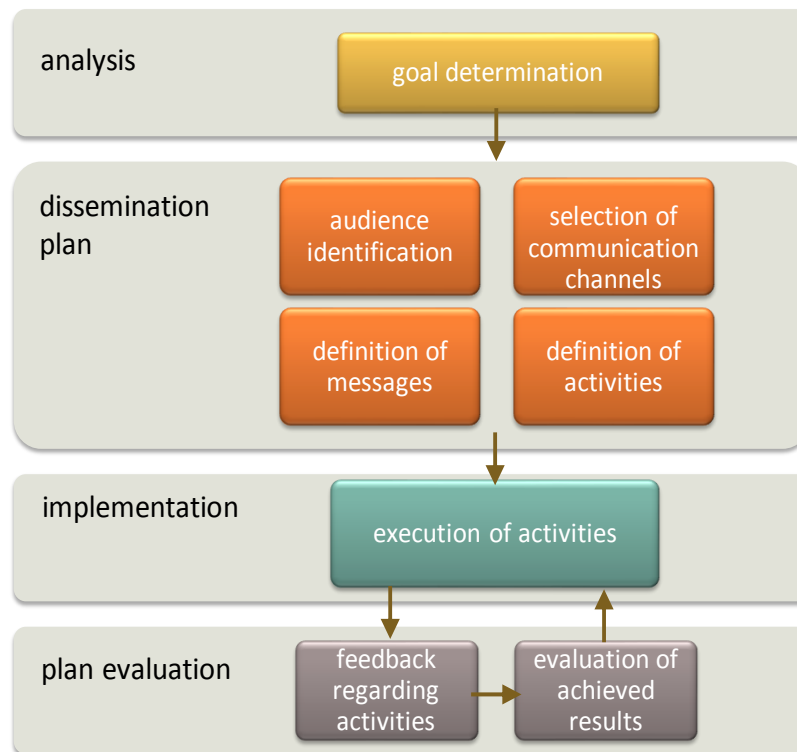 analysis
goal determination
dissemination
plan
audience
identification
selection of
communication
channels
definition of
messages
definition of
activities
implementation
execution of activities
plan evaluation
feedback
regarding
activities
evaluation of
achieved
results